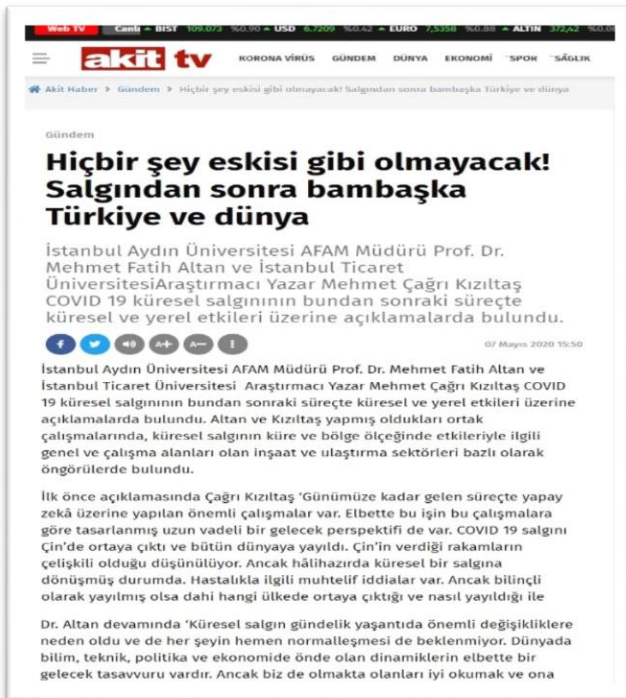 Web TV Canlı BIST 109.073 %0.90 USD 6.7209 %0.42 EURO 7,5358 %0.88 ALTIN 372,42
akit tv KORONA VİRÜS GÜNDEM DÜNYA EKONOMİ SPOR SAĞLIK
Akit Haber > Gündem > Hiçbir şey eskisi gibi olmayacak! Salgından sonra bambaşka Türkiye ve dünya
Gündem
Hiçbir şey eskisi gibi olmayacak!
Salgından sonra bambaşka
Türkiye ve dünya
İstanbul Aydın Üniversitesi AFAM Müdürü Prof. Dr.
Mehmet Fatih Altan ve İstanbul Ticaret
ÜniversitesiAraştırmacı Yazar Mehmet Çağrı Kızıltaş
COVID 19 küresel salgınının bundan sonraki süreçte
küresel ve yerel etkileri üzerine açıklamalarda bulundu.
A+ A- 07 Mayıs 2020 15:50
İstanbul Aydın Üniversitesi AFAM Müdürü Prof. Dr. Mehmet Fatih Altan ve
İstanbul Ticaret Üniversitesi Araştırmacı Yazar Mehmet Çağrı Kızıltaş COVID
19 küresel salgınının bundan sonraki süreçte küresel ve yerel etkileri üzerine
açıklamalarda bulundu. Altan ve Kızıltaş yapmış oldukları ortak
çalışmalarında, küresel salgının küre ve bölge ölçeğinde etkileriyle ilgili
genel ve çalışma alanları olan inşaat ve ulaştırma sektörleri bazlı olarak
öngörülerde bulundu.
İlk önce açıklamasında Çağrı Kızıltaş ‘Günümüze kadar gelen süreçte yapay
zekâ üzerine yapılan önemli çalışmalar var. Elbette bu işin bu çalışmalara
göre tasarlanmış uzun vadeli bir gelecek perspektifi de var. COVID 19 salgını
Çin’de ortaya çıktı ve bütün dünyaya yayıldı. Çin’in verdiği rakamların
çelişkili olduğu düşünülüyor. Ancak hâlihazırda küresel bir salgına
dönüşmüş durumda. Hastalıkla ilgili muhtelif iddialar var. Ancak bilinçli
olarak yayılmış olsa dahi hangi ülkede ortaya çıktığı ve nasıl yayıldığı ile
Dr. Altan devamında ‘Küresel salgın gündelik yaşantıda önemli değişikliklere
neden oldu ve de her şeyin hemen normalleşmesi de beklenmiyor. Dünyada
bilim, teknik, politika ve ekonomide önde olan dinamiklerin elbette bir
gelecek tasavvuru vardır. Ancak biz de olmakta olanları iyi okumak ve ona